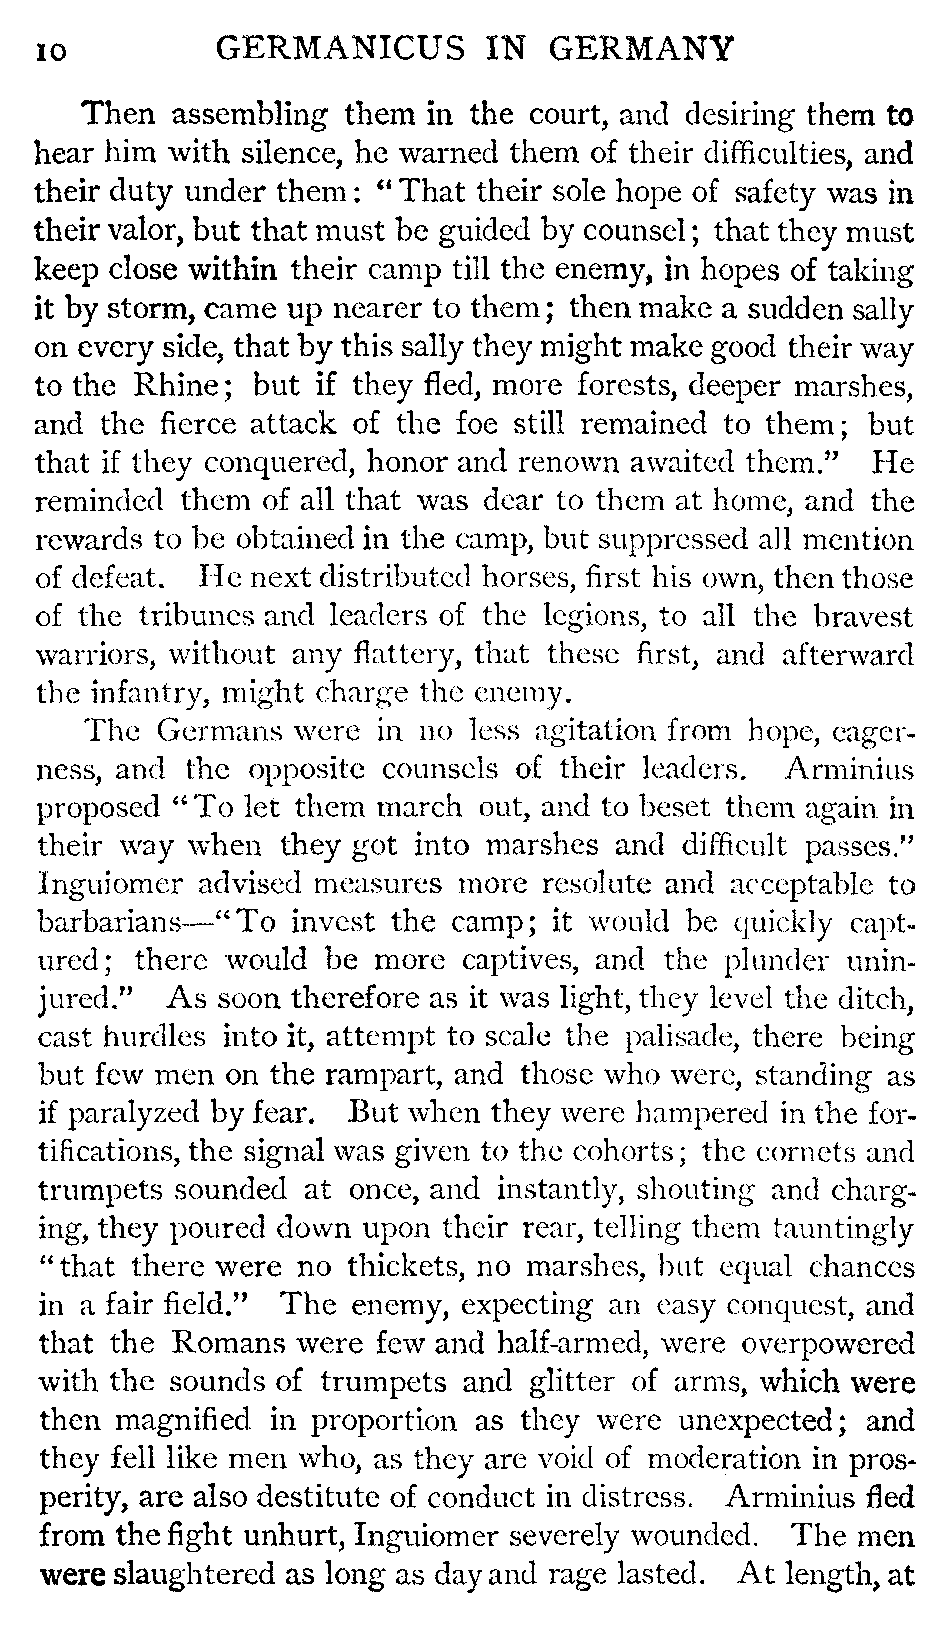 10 GERMANICUS IN GERMANY
Then assembling them in the court, and desiring them to
hear him with silence, he warned them of their difficulties, and
their duty under them: "That their sole hope of safety was in
their valor, but that must be guided by counsel; that they must
keep close within their camp till the enemy, in hopes of taking
it by storm, came up nearer to them; then make a sudden sally
on every side, that by this sally they might make good their way
to the Rhine; but if they fled, more forests, deeper marshes,
and the fierce attack of the foe still remained to them; but
that if they conquered, honor and renown awaited them." He
reminded them of all that was dear to them at home, and the
rewards to be obtained in the camp, but suppressed all mention
of defeat. He next distributed horses, first his own, then those
of the tribunes and leaders of the legions, to all the bravest
warriors, without any flattery, that these first, and afterward
the infantry, might charge the enemy.
The Germans were in no less agitation from hope, eager-
ness, and the opposite counsels of their leaders. Arminius
proposed "To let them march out, and to beset them again in
their way when they got into marshes and difficult passes."
Inguiomer advised measures more resolute and acceptable to
barbarians—"To invest the camp; it would be quickly capt-
ured; there would be more captives, and the plunder unin-
jured." As soon therefore as it was light, they level the ditch,
cast hurdles into it, attempt to scale the palisade, there being
but few men on the rampart, and those who were, standing as
if paralyzed by fear. But when they were hampered in the for-
tifications, the signal was given to the cohorts; the cornets and
trumpets sounded at once, and instantly, shouting and charg-
ing, they poured down upon their rear, telling them tauntingly
"that there were no thickets, no marshes, but equal chances
in a fair field." The enemy, expecting an easy conquest, and
that the Romans were few and half-armed, were overpowered
with the sounds of trumpets and glitter of arms, which were
then magnified in proportion as they were unexpected; and
they fell like men who, as they are void of moderation in pros-
perity, are also destitute of conduct in distress. Arminius fled
from the fight unhurt, Inguiomer severely wounded. The men
were slaughtered as long as day and rage lasted. At length, at